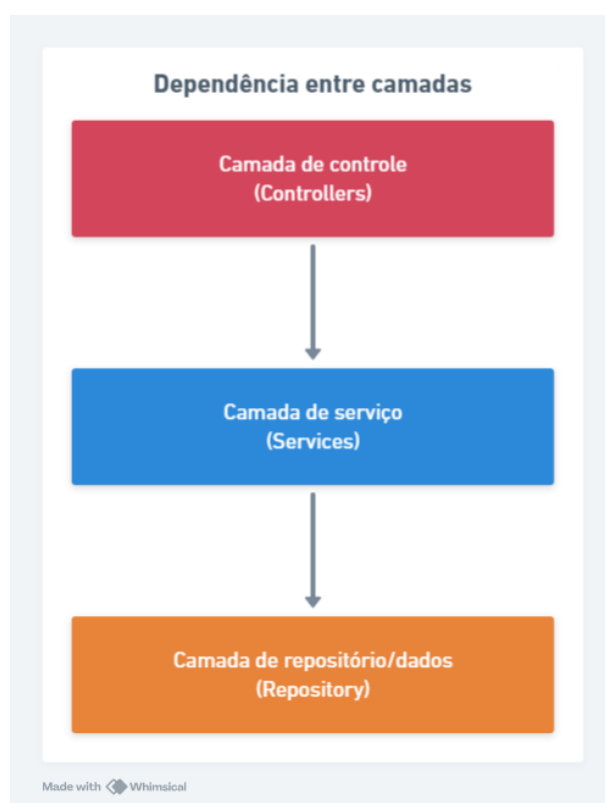 Dependência entre camadas
Camada de controle
(Controllers)
Camada de serviço
(Services)
Camada de repositório/dados
(Repository)
Made with Whimsical